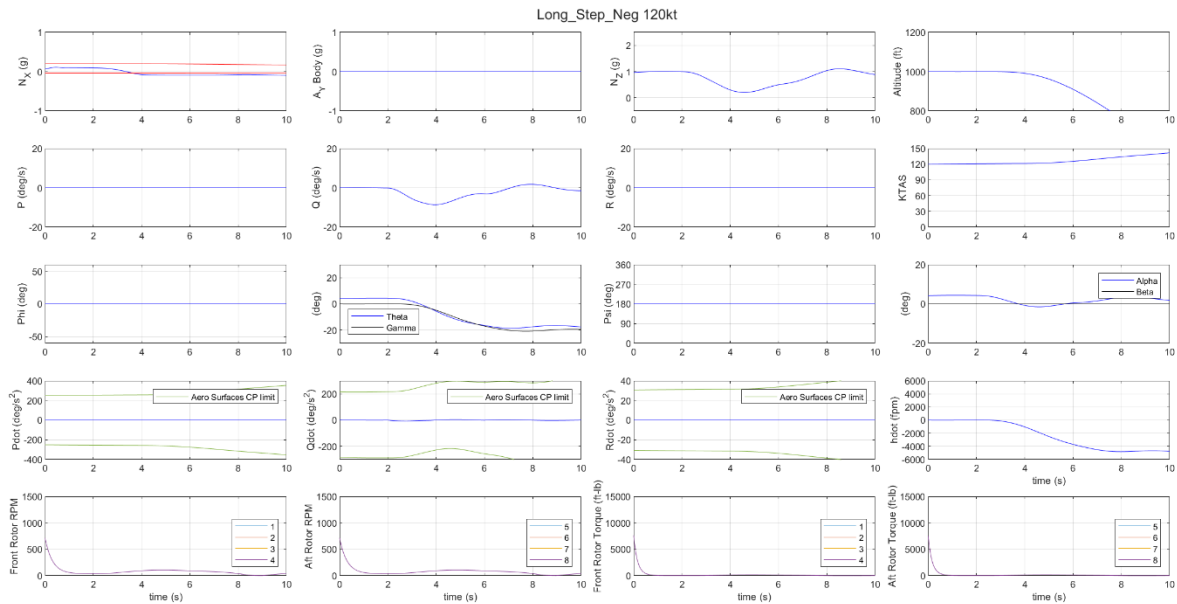 Long_Step_Neg 120kt
N_X (g)
1
0
-1
0 2 4 6 8 10
A_Y Body (g)
1
0
-1
0 2 4 6 8 10
N_Z (g)
2
1
0
0 2 4 6 8 10
Altitude (ft)
1200
1000
800
0 2 4 6 8 10
P (deg/s)
20
0
-20
0 2 4 6 8 10
Q (deg/s)
20
0
-20
0 2 4 6 8 10
R (deg/s)
20
0
-20
0 2 4 6 8 10
KTAS
150
120
90
60
30
0
0 2 4 6 8 10
Phi (deg)
50
0
-50
0 2 4 6 8 10
(deg)
20
0
-20
Theta
Gamma
0 2 4 6 8 10
Psi (deg)
360
270
180
90
0
0 2 4 6 8 10
(deg)
20
0
-20
Alpha
Beta
0 2 4 6 8 10
Pdot (deg/s²)
400
200
0
-200
-400
Aero Surfaces CP limit
0 2 4 6 8 10
Qdot (deg/s²)
200
0
-200
Aero Surfaces CP limit
0 2 4 6 8 10
Rdot (deg/s²)
40
20
0
-20
-40
Aero Surfaces CP limit
0 2 4 6 8 10
hdot (fpm)
6000
4000
2000
0
-2000
-4000
-6000
0 2 4 6 8 10
time (s)
Front Rotor RPM
1500
1000
500
0
1
2
3
4
0 2 4 6 8 10
time (s)
Aft Rotor RPM
1500
1000
500
0
5
6
7
8
0 2 4 6 8 10
time (s)
Front Rotor Torque (ft-lb)
15000
10000
5000
0
1
2
3
4
0 2 4 6 8 10
time (s)
Aft Rotor Torque (ft-lb)
15000
10000
5000
0
5
6
7
8
0 2 4 6 8 10
time (s)